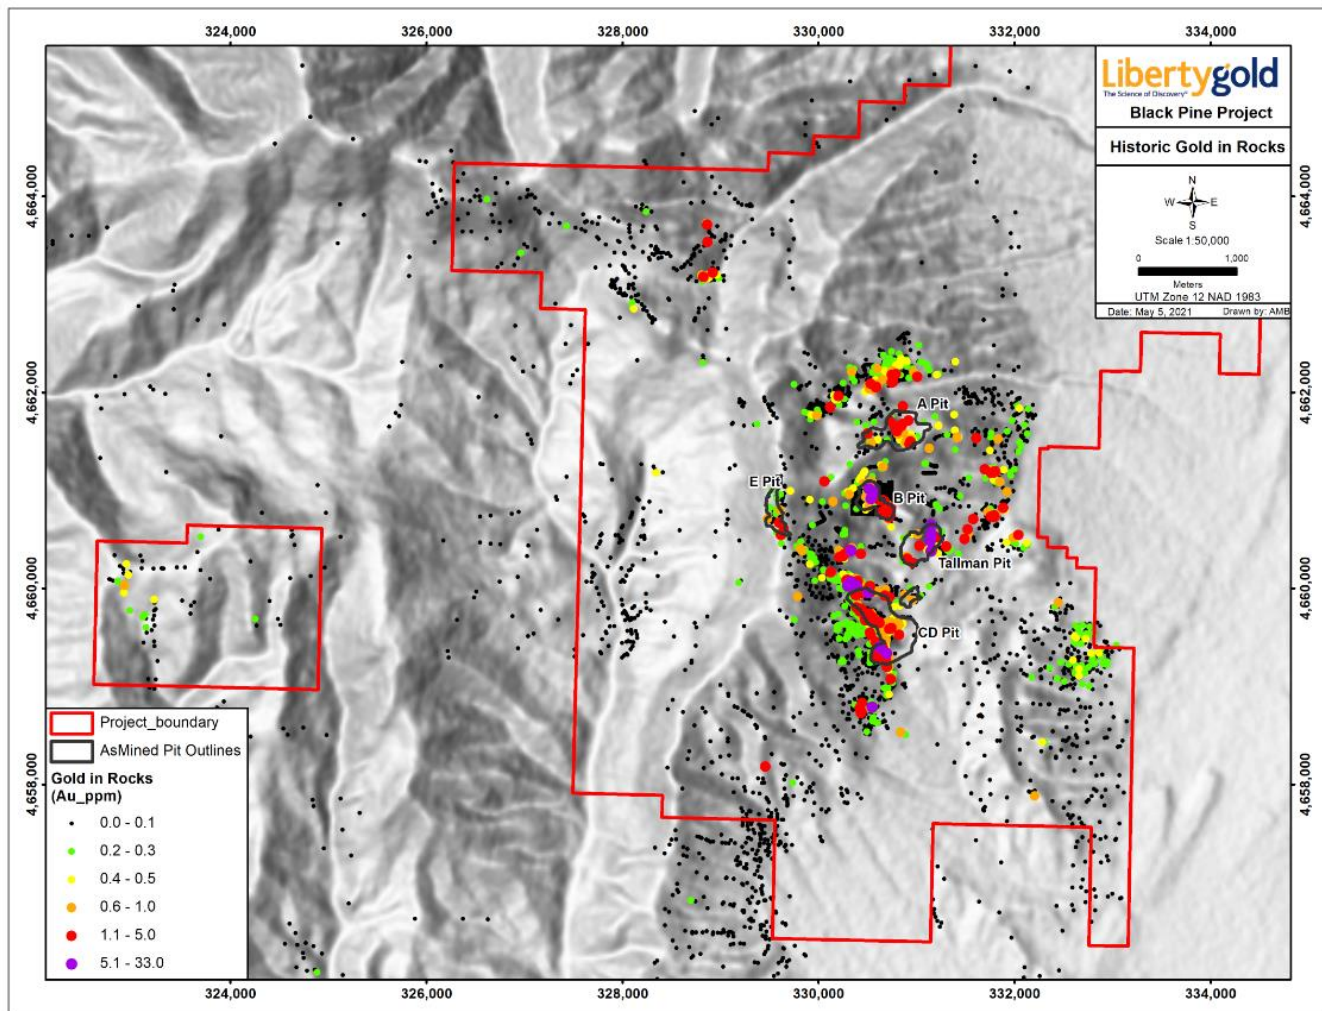 324,000
326,000
328,000
330,000
332,000
334,000
Libertygold
The Science of Discovery®
Black Pine Project
Historic Gold in Rocks
N
W
E
S
Scale 1:50,000
0
1,000
Meters
UTM Zone 12 NAD 1983
Date: May 5, 2021
Drawn by: AMB
4,664,000
4,664,000
4,662,000
4,662,000
4,660,000
4,660,000
4,658,000
4,658,000
A Pit
E Pit
B Pit
Tallman Pit
CD Pit
Project_boundary
AsMined Pit Outlines
Gold in Rocks
(Au_ppm)
0.0 - 0.1
0.2 - 0.3
0.4 - 0.5
0.6 - 1.0
1.1 - 5.0
5.1 - 33.0
324,000
326,000
328,000
330,000
332,000
334,000